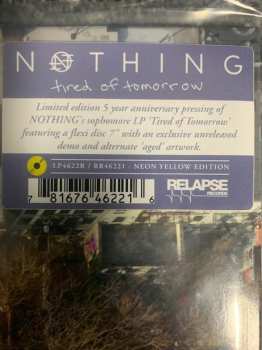 NOTHING
tired of tomorrow
Limited edition 5 year anniversary pressing of
NOTHING's sophomore LP 'Tired of Tomorrow'
featuring a flexi disc 7" with an exclusive unreleased
demo and alternate 'aged' artwork.
LP4622R / RR46221 - NEON YELLOW EDITION
7 81676 46221 6
RELAPSE
RECORDS